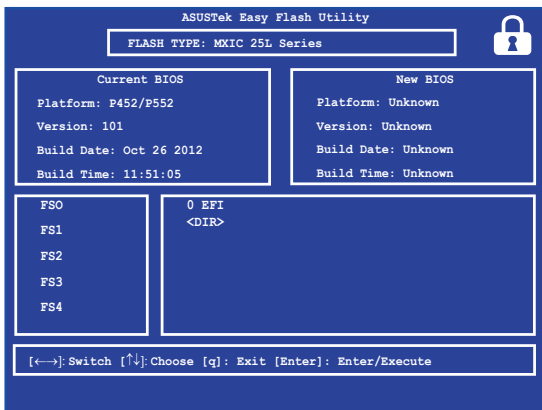 ASUSTek Easy Flash Utility
FLASH TYPE: MXIC 25L Series
Current BIOS
Platform: P452/P552
Version: 101
Build Date: Oct 26 2012
Build Time: 11:51:05
New BIOS
Platform: Unknown
Version: Unknown
Build Date: Unknown
Build Time: Unknown
FSO
FS1
FS2
FS3
FS4
0 EFI
<DIR>
[←→]: Switch [↑↓]: Choose [q]: Exit [Enter]: Enter/Execute